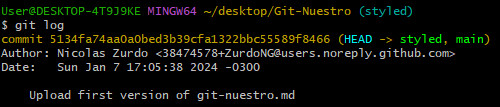 User@DESKTOP-4T9J9KE MINGW64 ~/desktop/Git-Nuestro (styled)
$ git log
commit 5134fa74aa0a0bed3b39cfa1322bbc55589f8466 (HEAD -> styled, main)
Author: Nicolas Zurdo <38474578+ZurdoNG@users.noreply.github.com>
Date:   Sun Jan 7 17:05:38 2024 -0300
    Upload first version of git-nuestro.md